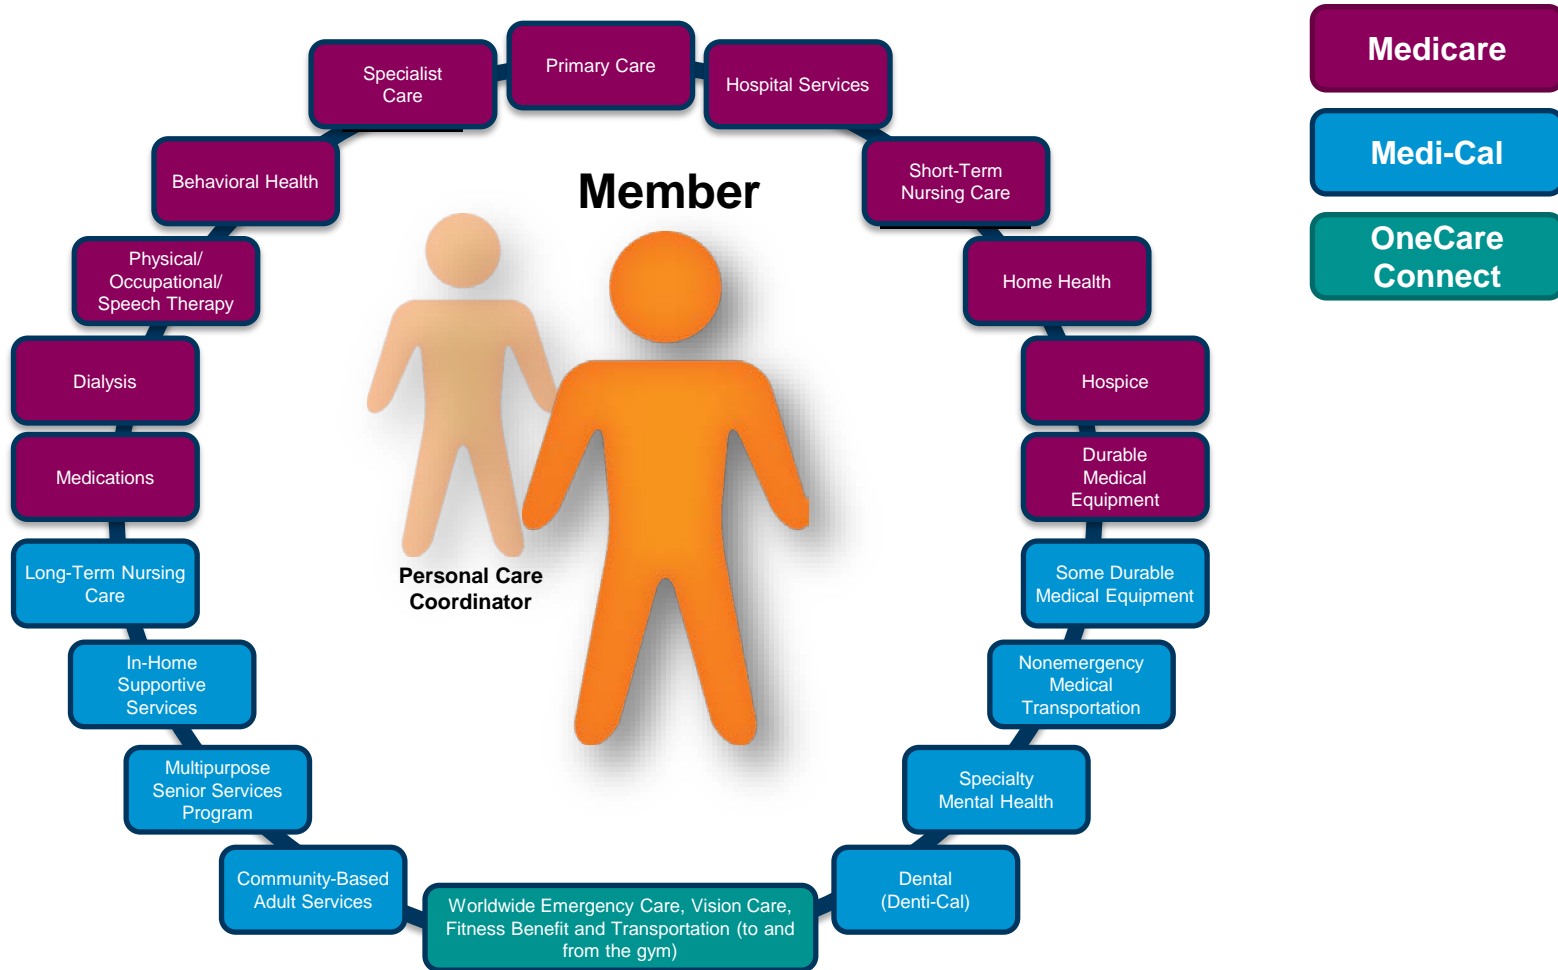 Primary Care
Specialist
Care
Hospital Services
Behavioral Health
Short-Term
Nursing Care
Physical/
Occupational/
Speech Therapy
Home Health
Dialysis
Hospice
Medications
Durable
Medical
Equipment
Long-Term Nursing
Care
Some Durable
Medical Equipment
In-Home
Supportive
Services
Nonemergency
Medical
Transportation
Multipurpose
Senior Services
Program
Specialty
Mental Health
Community-Based
Adult Services
Dental
(Denti-Cal)
Worldwide Emergency Care, Vision Care,
Fitness Benefit and Transportation (to and
from the gym)
Member
Personal Care
Coordinator
Medicare
Medi-Cal
OneCare
Connect